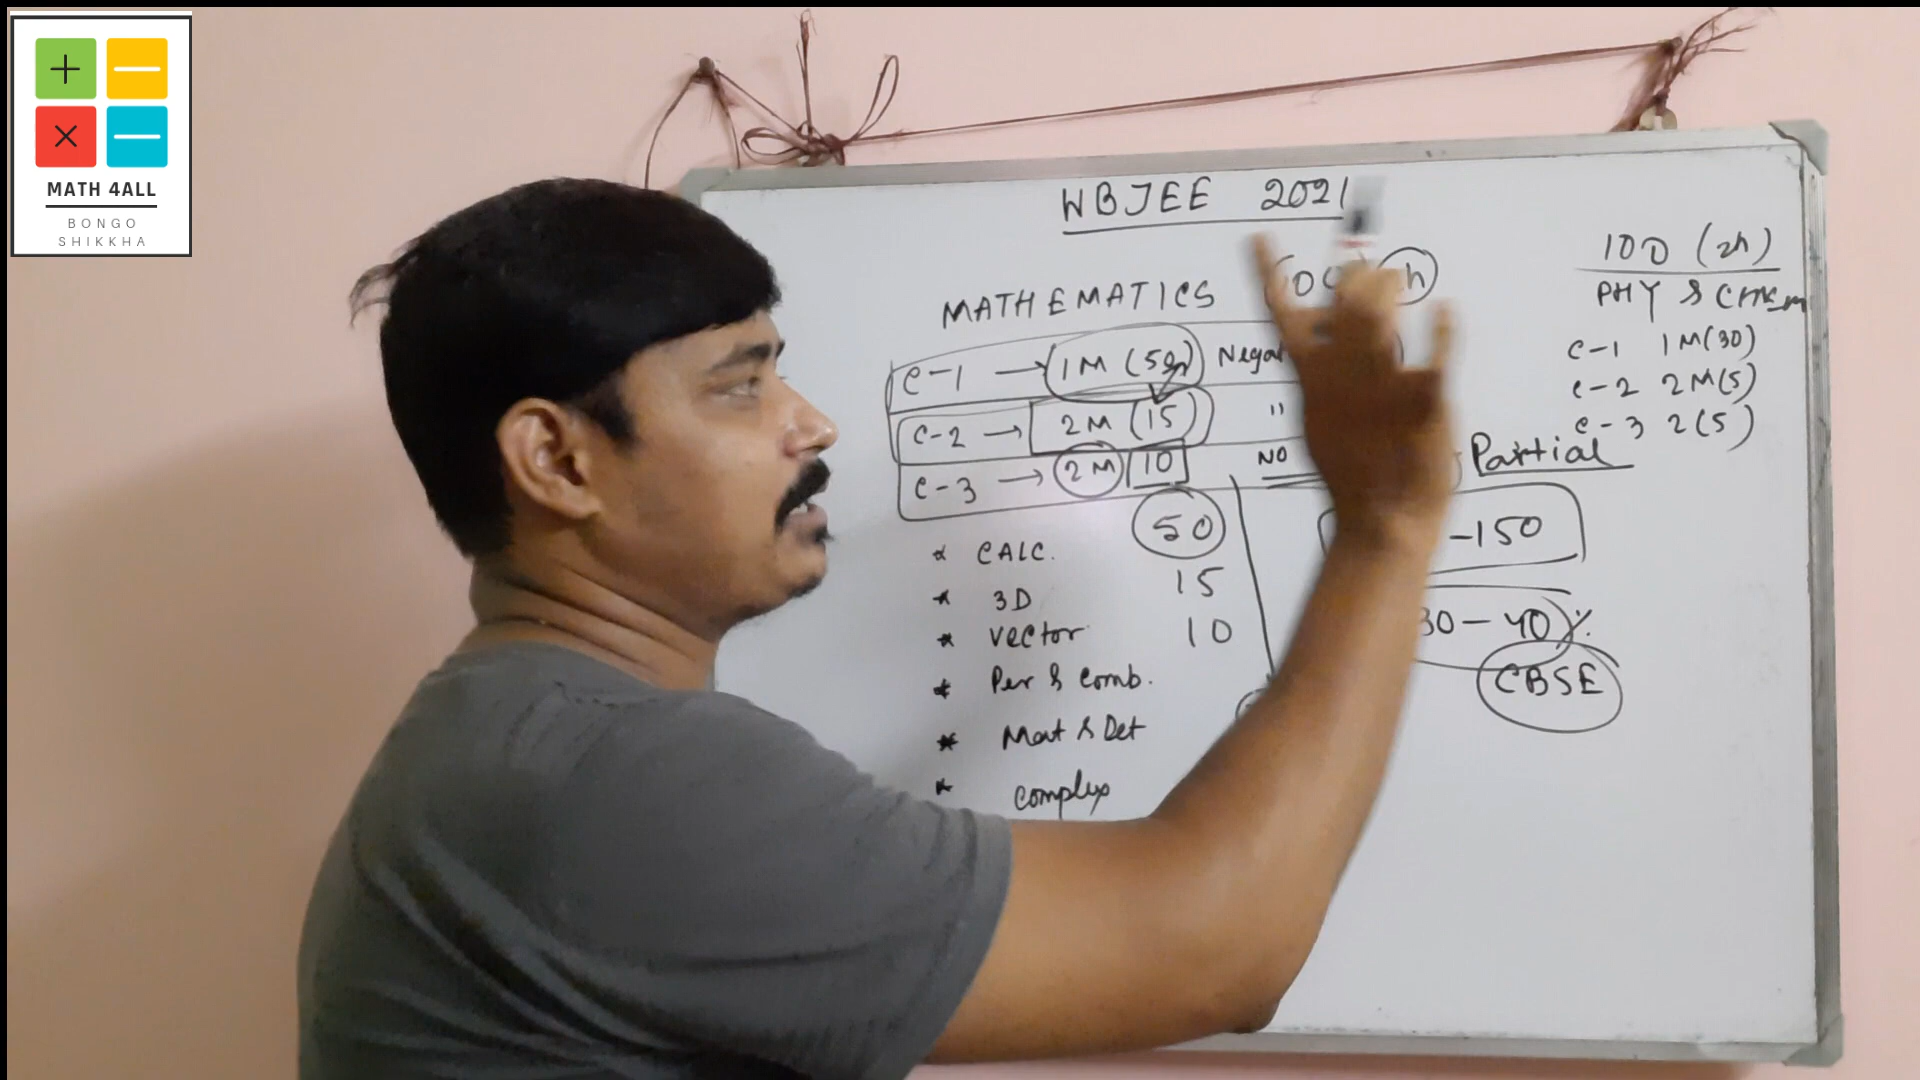 MATH 4ALL
BONGO
SHIKKHA
WBJEE 2021
MATHEMATICS
C-1 → 1M (50)
C-2 → 2M (15) "
C-3 → 2M 10 NO
50
15
10
* CALC.
* 3D
* vector
* Per & comb.
* Mat & Det
* complex
100 (2h)
PHY & CHEM
C-1 1M(30)
C-2 2M(5)
C-3 2(5)
Partial
-150
30-40%
CBSE